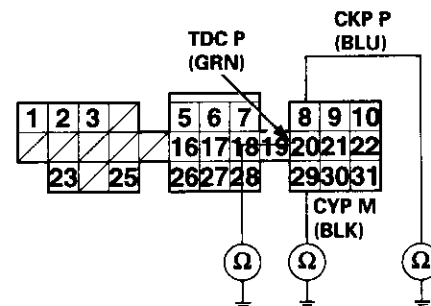 CKP P
(BLU)
TDC P
(GRN)
1 2 3 5 6 7 8 9 10
16 17 18 19 20 21 22
23 25 26 27 28 29 30 31
CYP M
(BLK)
Ω Ω Ω